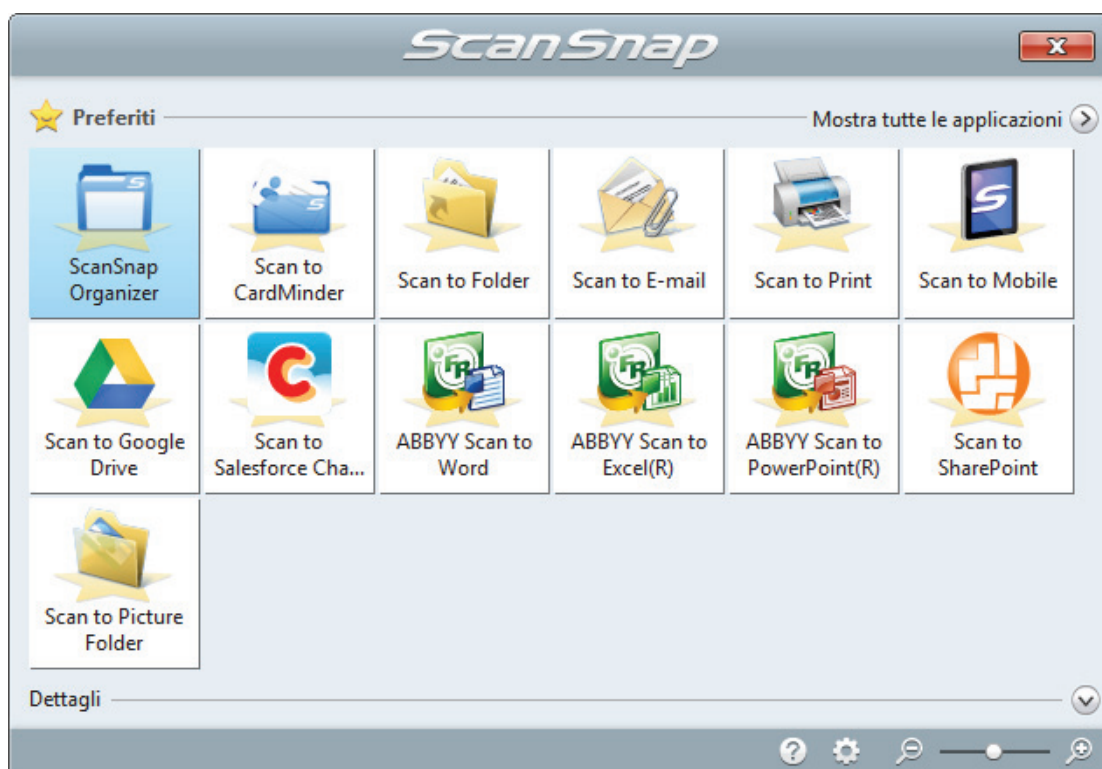 ScanSnap
Preferiti
Mostra tutte le applicazioni
ScanSnap
Organizer
Scan to
CardMinder
Scan to Folder
Scan to E-mail
Scan to Print
Scan to Mobile
Scan to Google
Drive
Scan to
Salesforce Cha...
ABBYY Scan to
Word
ABBYY Scan to
Excel(R)
ABBYY Scan to
PowerPoint(R)
Scan to
SharePoint
Scan to Picture
Folder
Dettagli